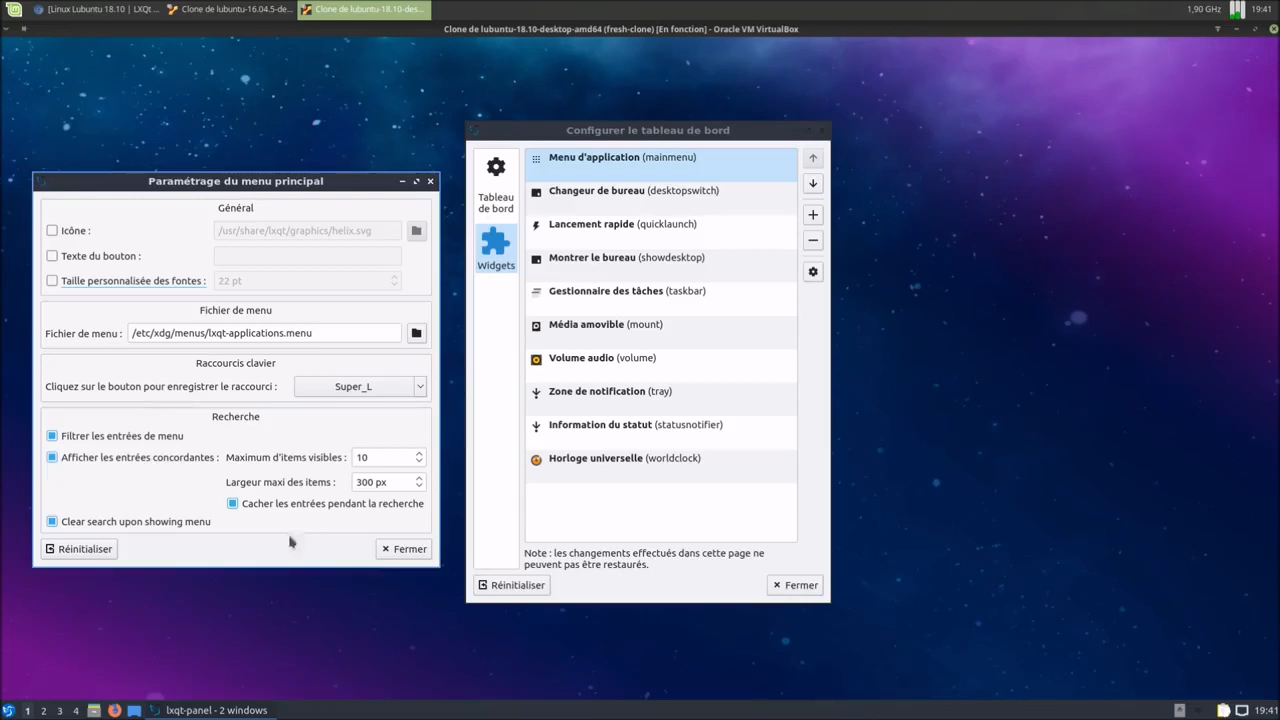 [Linux Lubuntu 18.10 ] LXQt ...
Clone de lubuntu-16.04.5-de...
Clone de lubuntu-18.10-des...
1,90 GHz
19:41
Clone de lubuntu-18.10-desktop-amd64 (fresh-clone) [En fonction] - Oracle VM VirtualBox
Paramétrage du menu principal
Général
Icône :
/usr/share/lxqt/graphics/helix.svg
Texte du bouton :
Taille personnalisée des fontes :
22 pt
Fichier de menu
Fichier de menu :
/etc/xdg/menus/lxqt-applications.menu
Raccourcis clavier
Cliquez sur le bouton pour enregistrer le raccourci :
Super_L
Recherche
Filtrer les entrées de menu
Afficher les entrées concordantes :
Maximum d'items visibles :
10
Largeur maxi des items :
300 px
Cacher les entrées pendant la recherche
Clear search upon showing menu
Réinitialiser
Fermer
Configurer le tableau de bord
Tableau
de bord
Widgets
Menu d'application (mainmenu)
Changeur de bureau (desktopswitch)
Lancement rapide (quicklaunch)
Montrer le bureau (showdesktop)
Gestionnaire des tâches (taskbar)
Média amovible (mount)
Volume audio (volume)
Zone de notification (tray)
Information du statut (statusnotifier)
Horloge universelle (worldclock)
Note : les changements effectués dans cette page ne
peuvent pas être restaurés.
Réinitialiser
Fermer
1 2 3 4
lxqt-panel - 2 windows
19:41